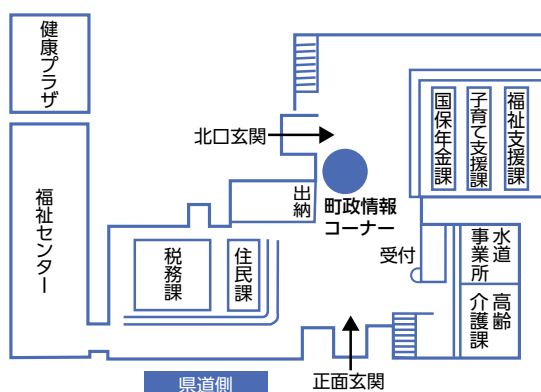 健康プラザ
福祉センター
北口玄関
出納
町政情報
コーナー
国保年金課
子育て支援課
福祉支援課
税務課
住民課
受付
水道
事業所
高齢
介護課
県道側
正面玄関